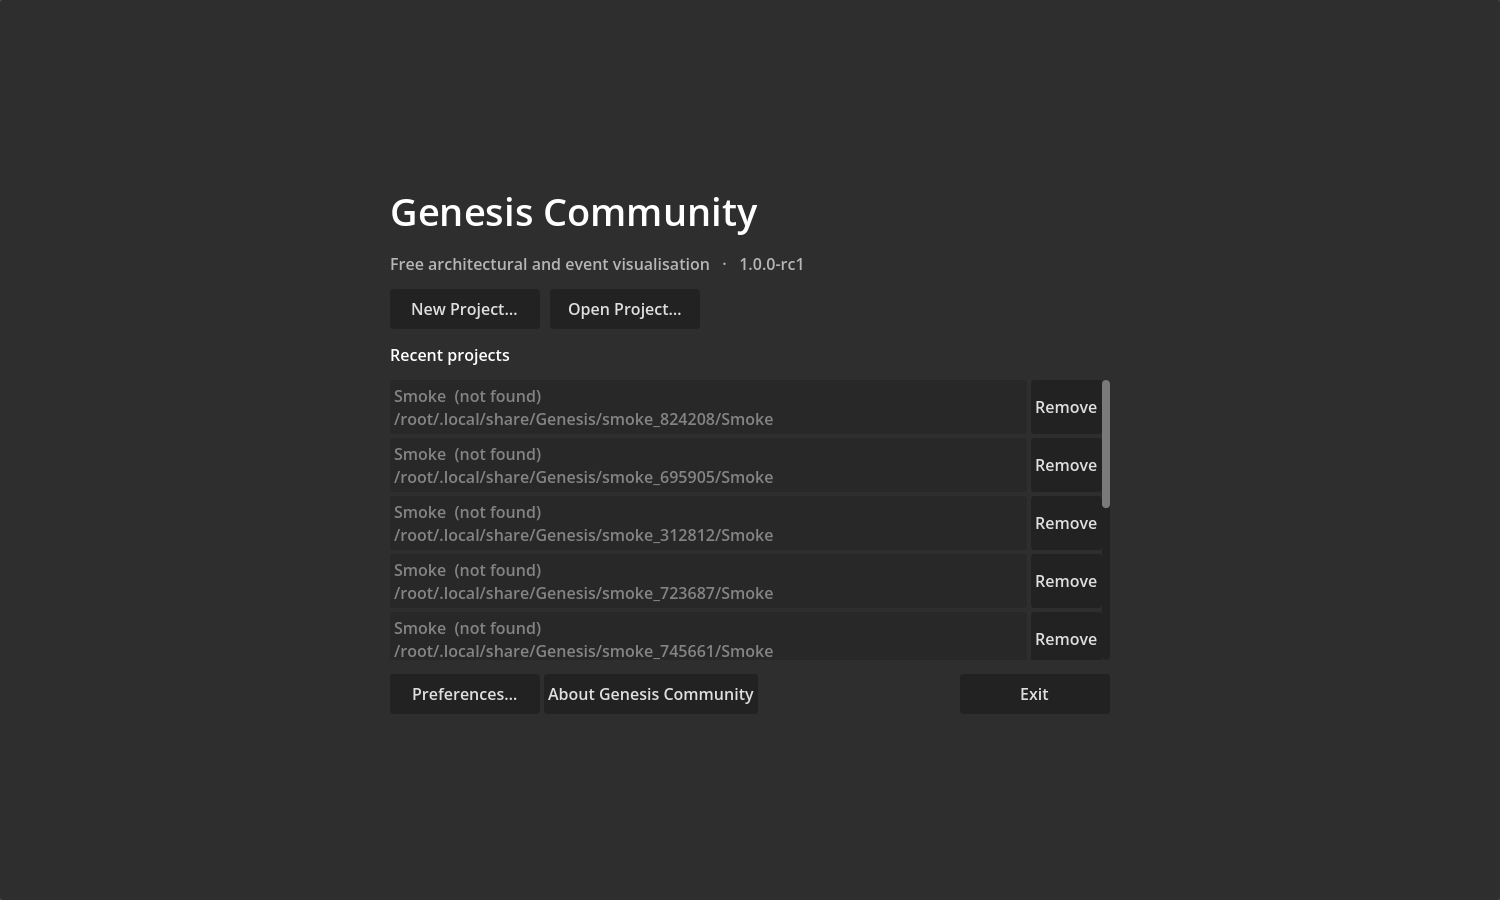 Genesis Community
Free architectural and event visualisation · 1.0.0-rc1
New Project... Open Project...
Recent projects
Smoke (not found)
/root/.local/share/Genesis/smoke_824208/Smoke
Remove
Smoke (not found)
/root/.local/share/Genesis/smoke_695905/Smoke
Remove
Smoke (not found)
/root/.local/share/Genesis/smoke_312812/Smoke
Remove
Smoke (not found)
/root/.local/share/Genesis/smoke_723687/Smoke
Remove
Smoke (not found)
/root/.local/share/Genesis/smoke_745661/Smoke
Remove
Preferences... About Genesis Community Exit